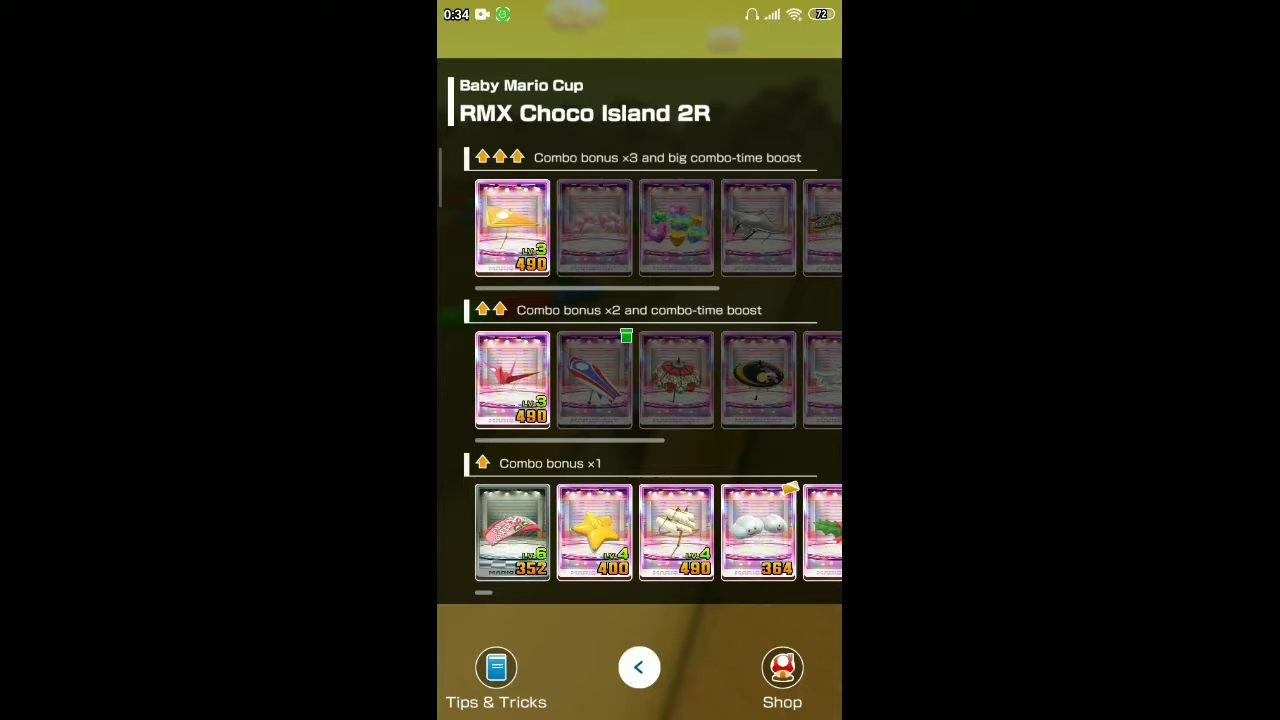 0:34 72
Baby Mario Cup
RMX Choco Island 2R
Combo bonus ×3 and big combo-time boost
LV.3
490
Combo bonus ×2 and combo-time boost
LV.3
490
Combo bonus ×1
LV.6 LV.4 LV.4
352 400 490 364
Tips & Tricks Shop